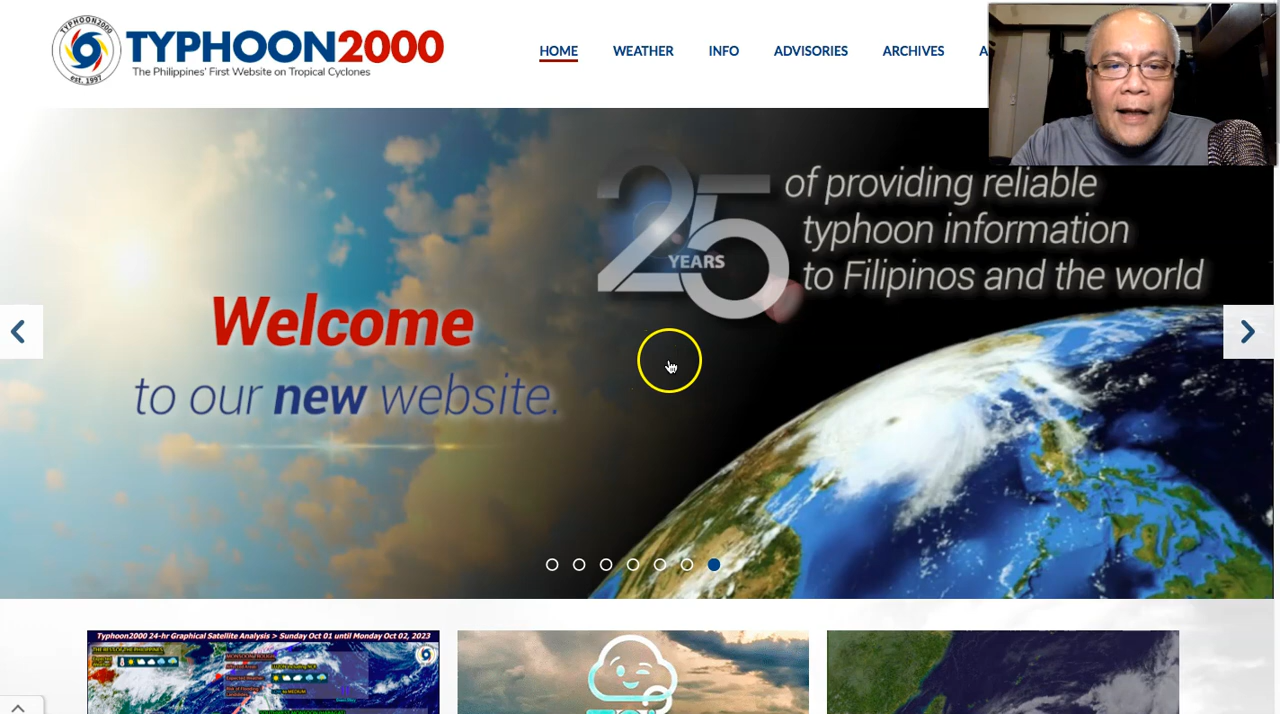 TYPHOON2000
est. 1997
TYPHOON2000
The Philippines' First Website on Tropical Cyclones
HOME
WEATHER
INFO
ADVISORIES
ARCHIVES
A
25
YEARS
of providing reliable
typhoon information
to Filipinos and the world
Welcome
to our new website.
Typhoon2000 24-hr Graphical Satellite Analysis > Sunday Oct 01 until Monday Oct 02, 2023